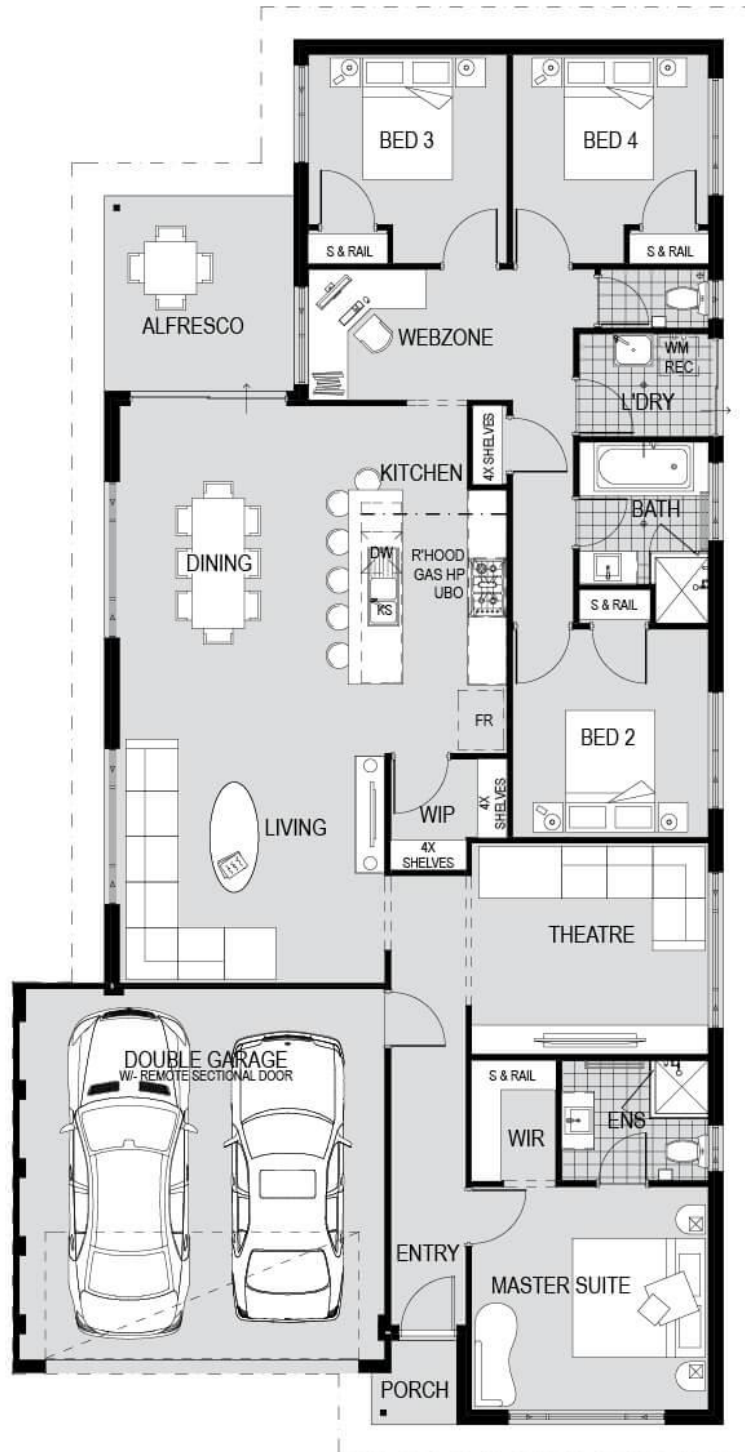 BED 3
BED 4
S & RAIL
S & RAIL
ALFRESCO
WEBZONE
WM
REC
L'DRY
4X SHELVES
KITCHEN
BATH
DINING
DW
R'HOOD
GAS HP
UBO
KS
S & RAIL
FR
BED 2
LIVING
WIP
4X
SHELVES
4X
SHELVES
THEATRE
DOUBLE GARAGE
W/- REMOTE SECTIONAL DOOR
S & RAIL
WIR
ENS
ENTRY
MASTER SUITE
PORCH